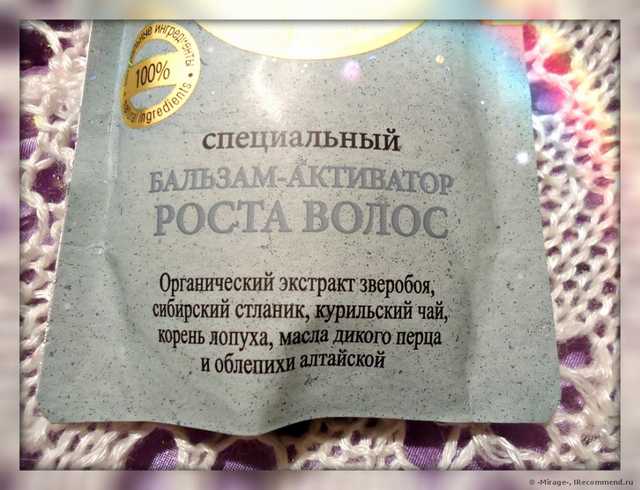 ингредиенты
100%
natural ingredients
специальный
БАЛЬЗАМ-АКТИВАТОР
РОСТА ВОЛОС
Органический экстракт зверобоя,
сибирский стланик, курильский чай,
корень лопуха, масла дикого перца
и облепихи алтайской
© -Mirage-, IRecommend.ru